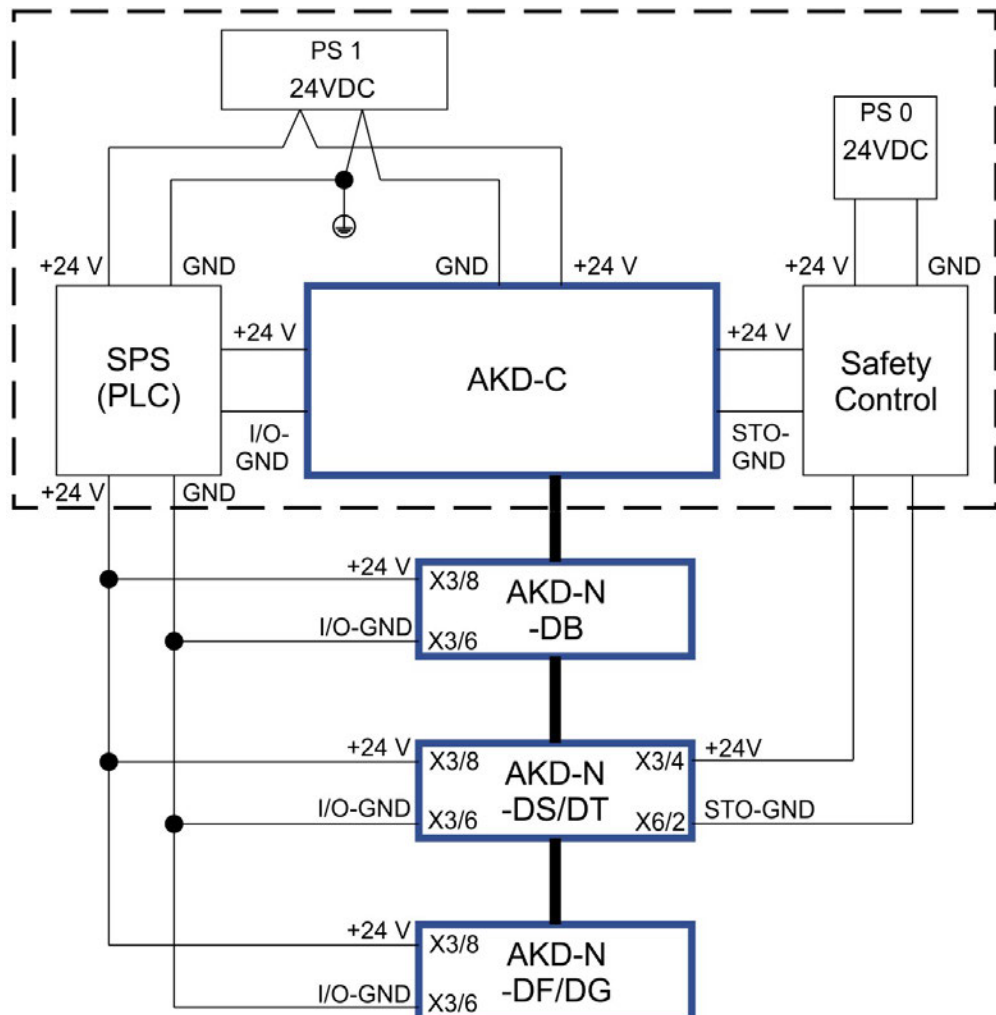 PS 1
24VDC
PS 0
24VDC
+24 V
GND
GND
+24 V
+24 V
GND
SPS
(PLC)
+24 V
I/O-
GND
AKD-C
+24 V
STO-
GND
Safety
Control
+24 V
GND
+24 V
X3/8
I/O-GND
X3/6
AKD-N
-DB
+24 V
X3/8
I/O-GND
X3/6
AKD-N
-DS/DT
X3/4
+24V
X6/2
STO-GND
+24 V
X3/8
I/O-GND
X3/6
AKD-N
-DF/DG